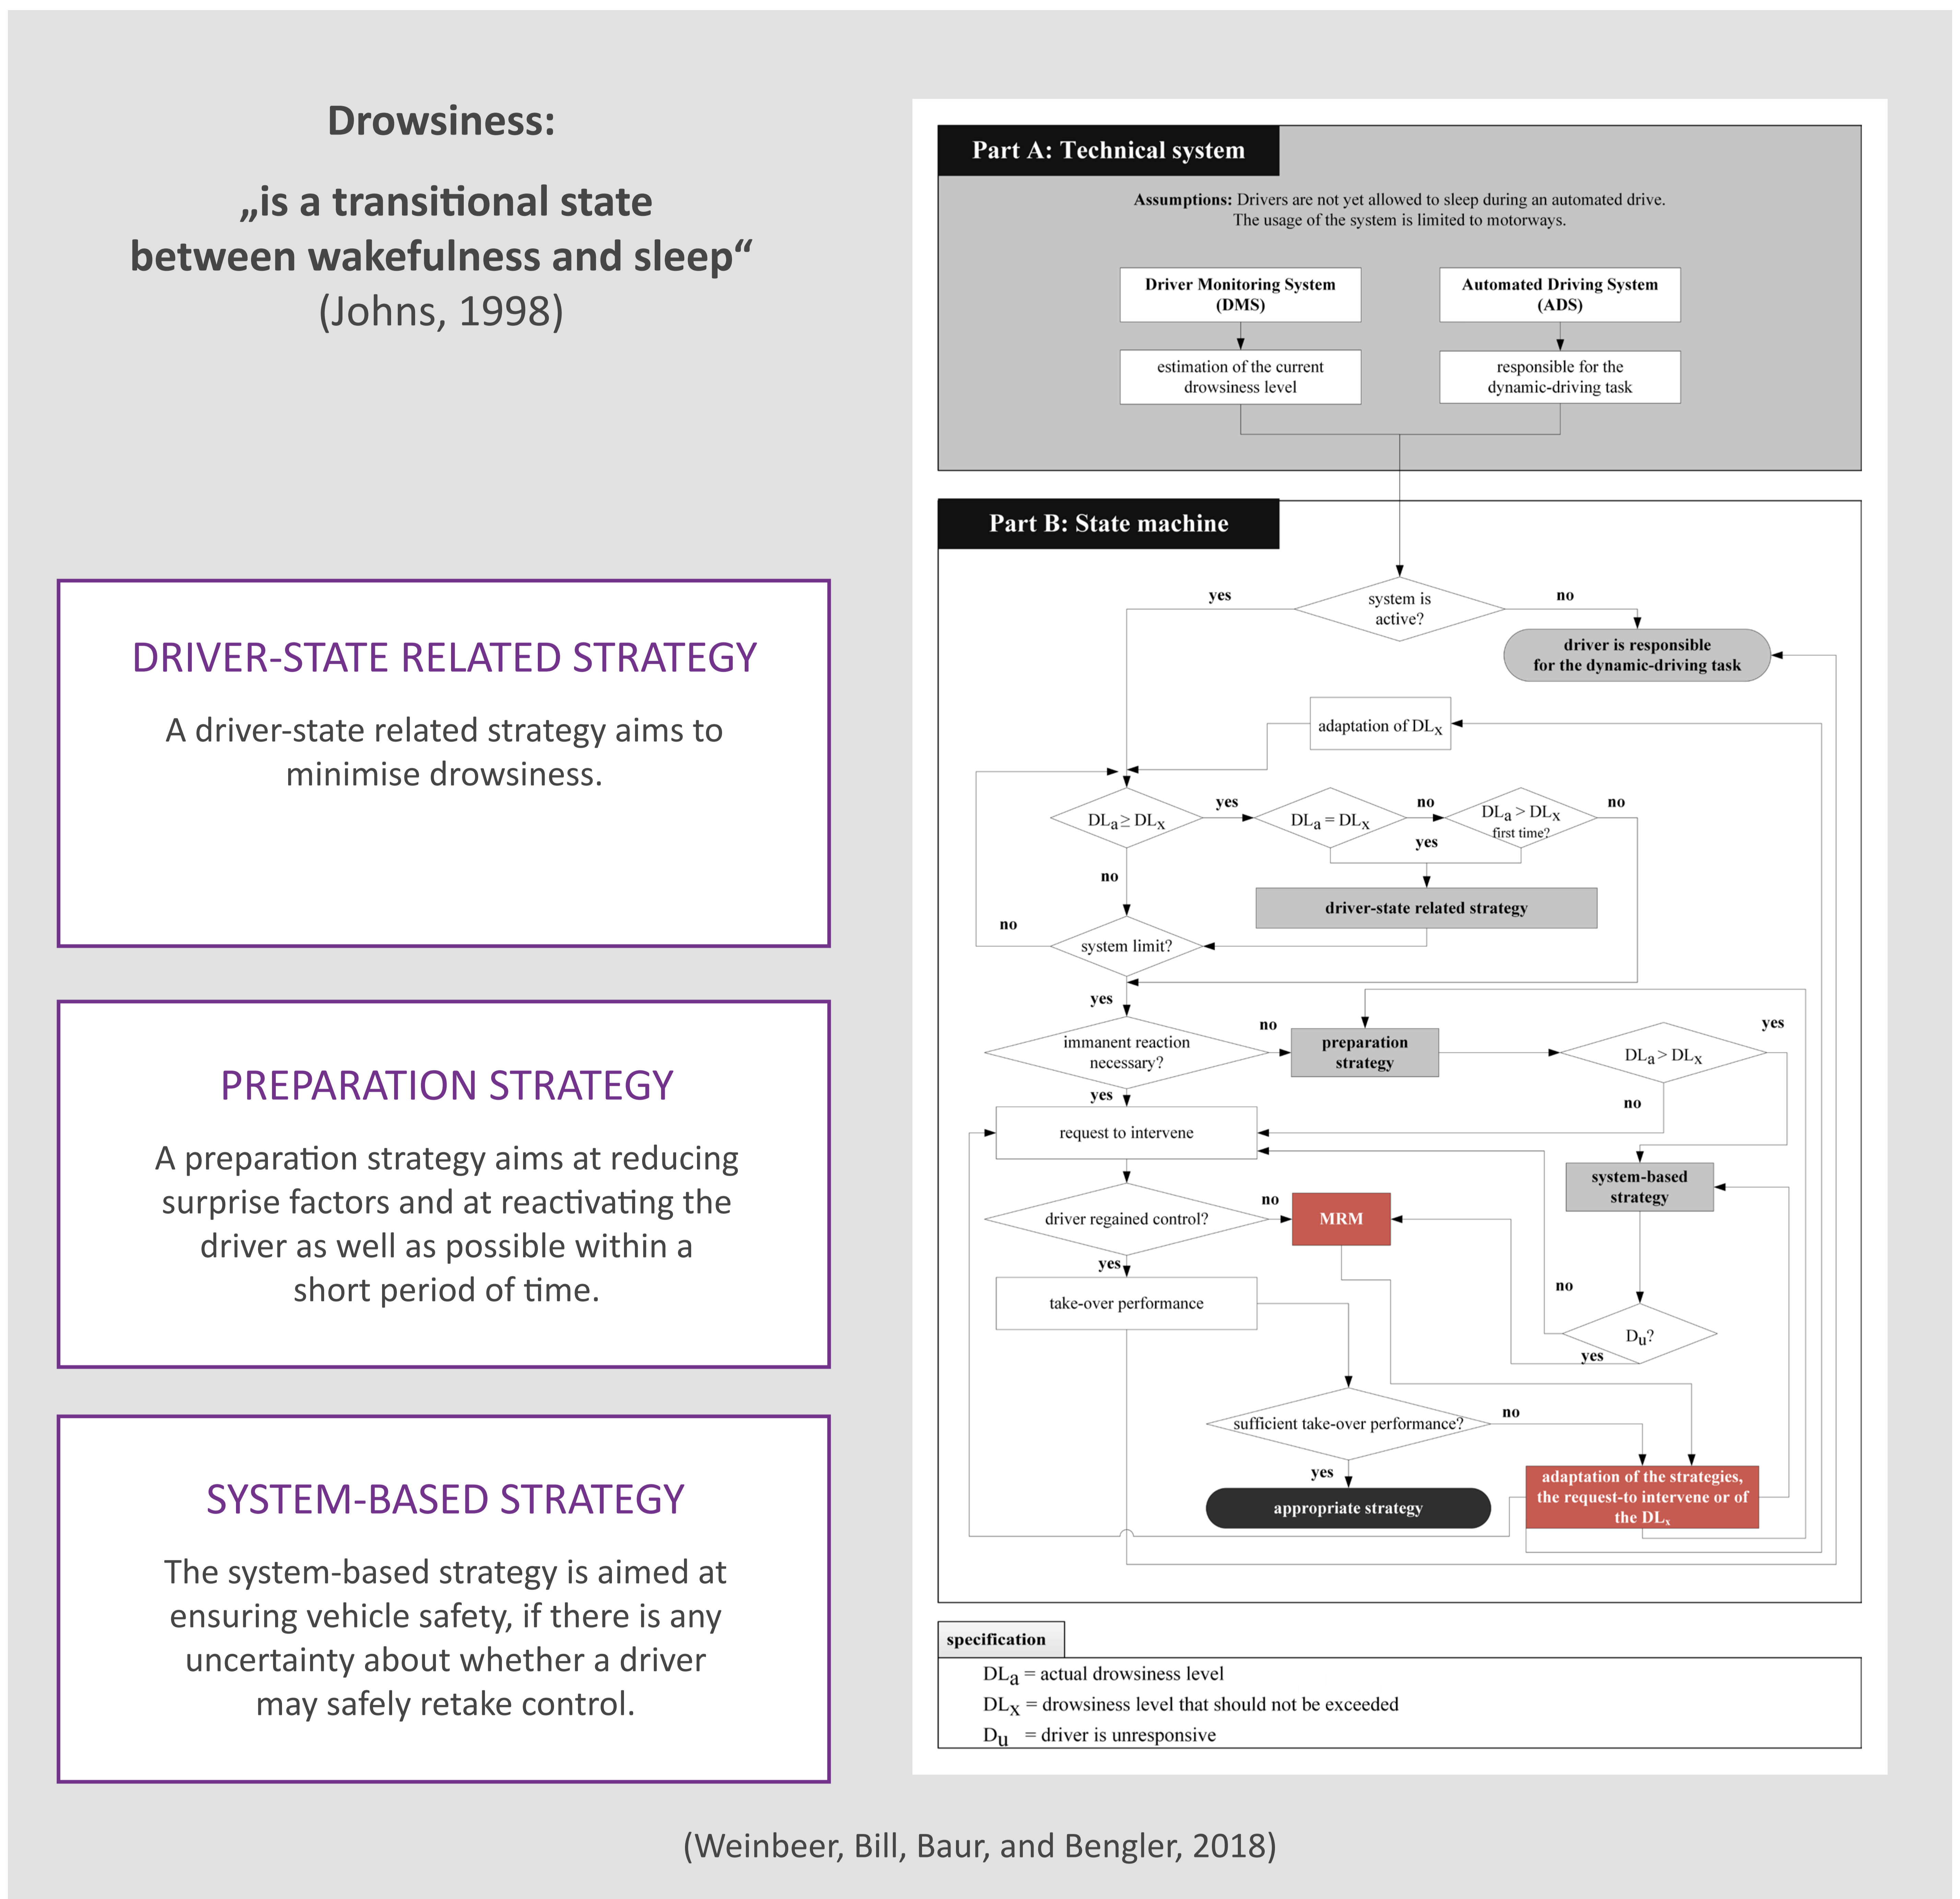 Drowsiness:
„is a transitional state
between wakefulness and sleep“
(Johns, 1998)
DRIVER-STATE RELATED STRATEGY
A driver-state related strategy aims to
minimise drowsiness.
PREPARATION STRATEGY
A preparation strategy aims at reducing
surprise factors and at reactivating the
driver as well as possible within a
short period of time.
SYSTEM-BASED STRATEGY
The system-based strategy is aimed at
ensuring vehicle safety, if there is any
uncertainty about whether a driver
may safely retake control.
Part A: Technical system
Assumptions: Drivers are not yet allowed to sleep during an automated drive.
The usage of the system is limited to motorways.
Driver Monitoring System
(DMS)
Automated Driving System
(ADS)
estimation of the current
drowsiness level
responsible for the
dynamic-driving task
Part B: State machine
system is
active?
yes
no
driver is responsible
for the dynamic-driving task
adaptation of DLx
DLa ≥ DLx
yes
DLa = DLx
no
DLa > DLx
first time?
no
yes
no
driver-state related strategy
no
system limit?
yes
immanent reaction
necessary?
no
preparation
strategy
DLa > DLx
yes
yes
no
request to intervene
system-based
strategy
driver regained control?
no
MRM
yes
take-over performance
no
Du?
yes
sufficient take-over performance?
no
yes
appropriate strategy
adaptation of the strategies,
the request-to intervene or of
the DLx
specification
DLa = actual drowsiness level
DLx = drowsiness level that should not be exceeded
Du = driver is unresponsive
(Weinbeer, Bill, Baur, and Bengler, 2018)